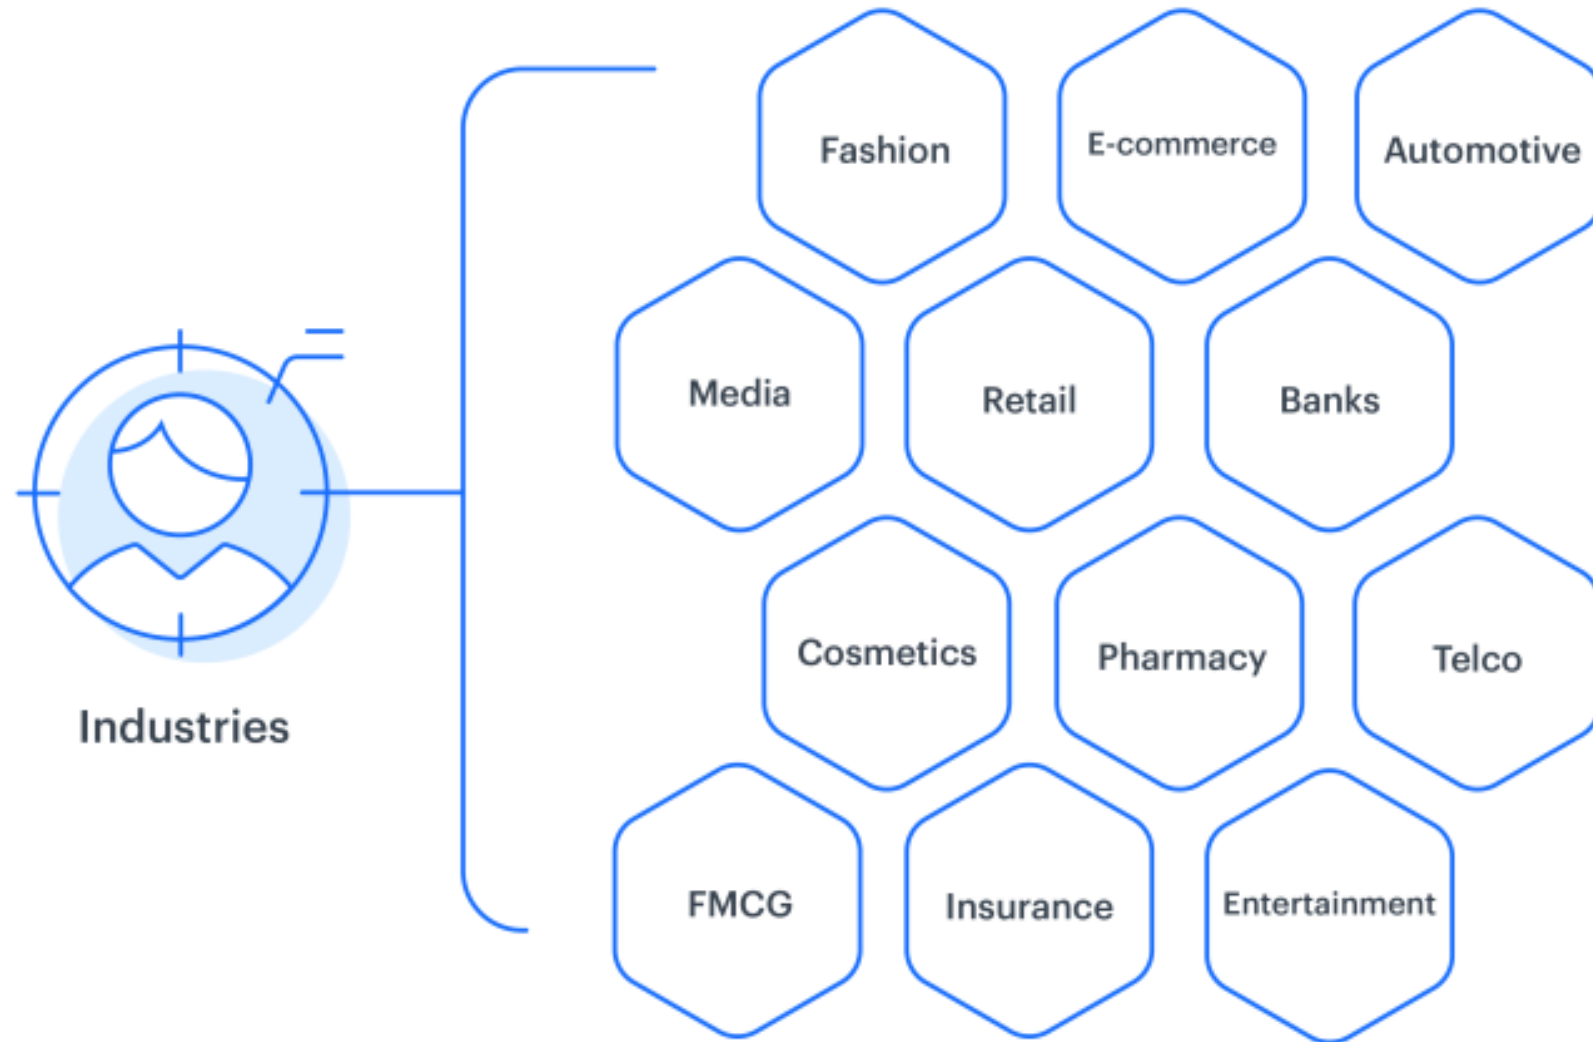 Industries
Fashion
E-commerce
Automotive
Media
Retail
Banks
Cosmetics
Pharmacy
Telco
FMCG
Insurance
Entertainment